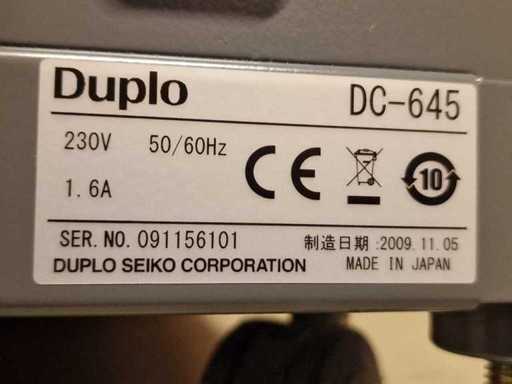 Duplo DC-645
230V 50/60Hz
1.6A
CE
10
SER.NO. 091156101 制造日期:2009.11.05
DUPLO SEIKO CORPORATION MADE IN JAPAN